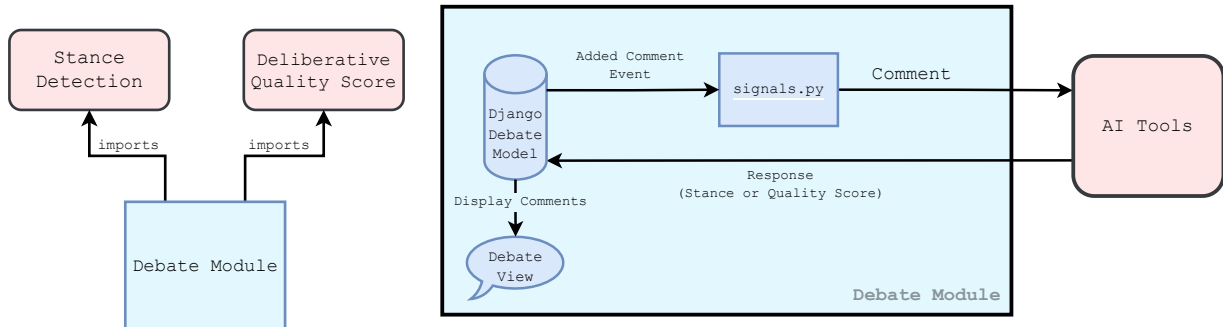 Stance
Detection
Deliberative
Quality Score
imports
imports
Debate Module
Added Comment
Event
signals.py
Comment
Django
Debate
Model
AI Tools
Response
(Stance or Quality Score)
Display Comments
Debate
View
Debate Module